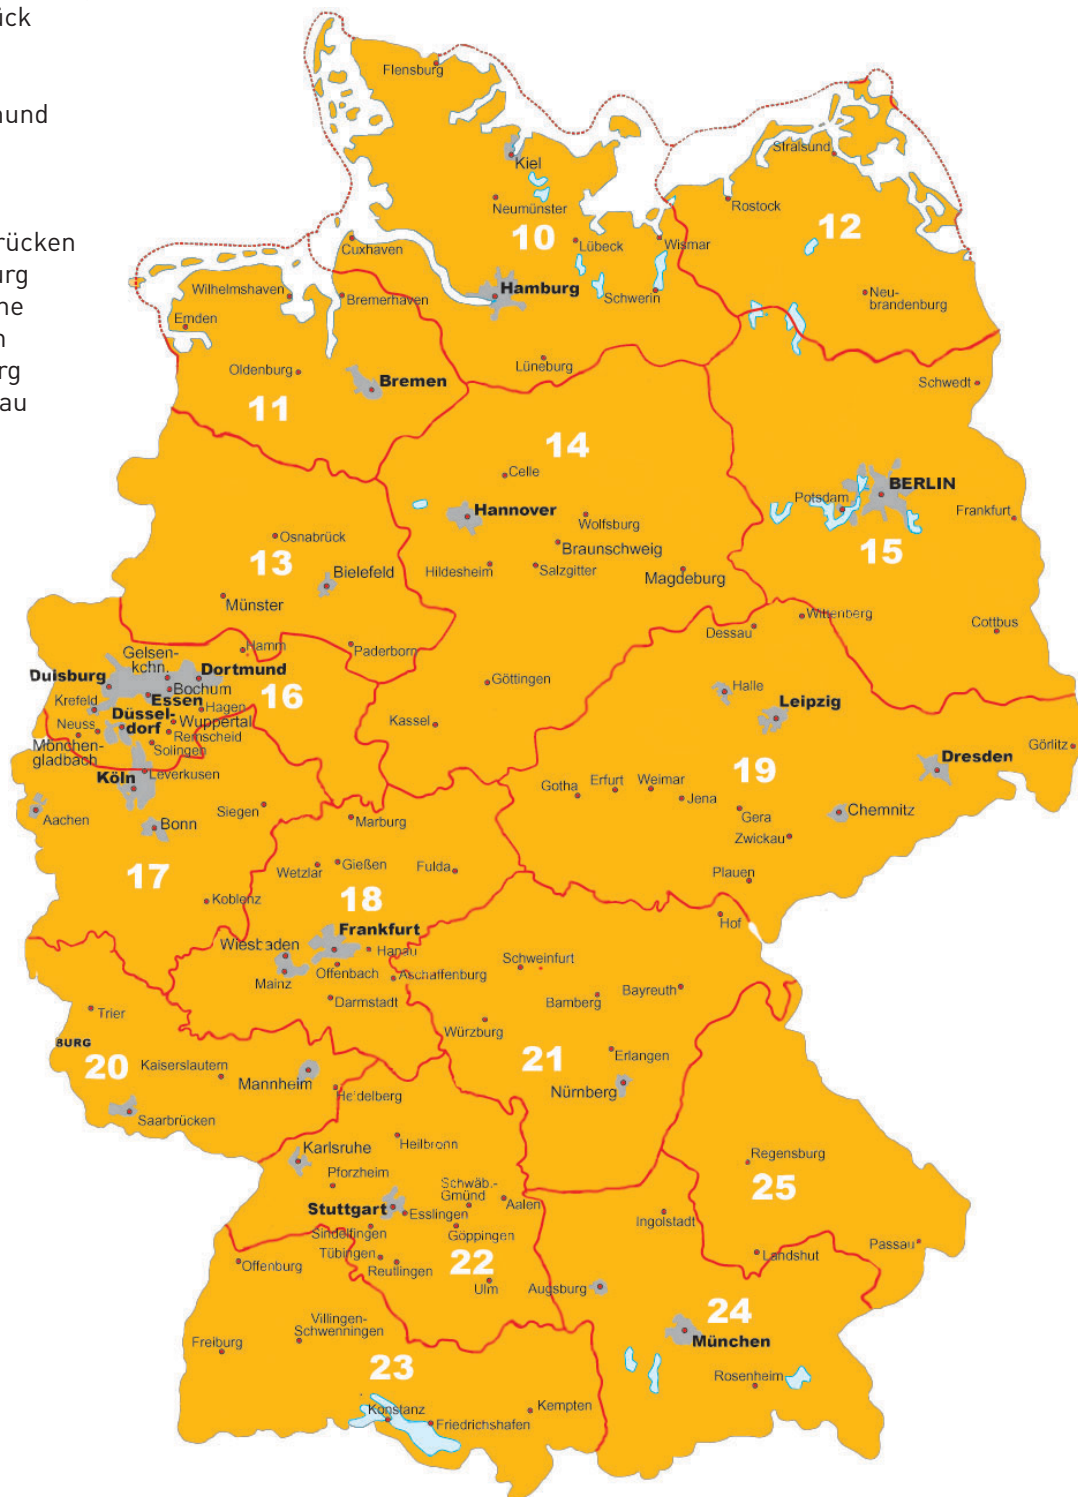 ück
mund
rücken
urg
ne
n
rg
au
Flensburg
Kiel
Stralsund
Neumünster
Rostock
10
12
Cuxhaven
Lübeck
Wismar
Wilhelmshaven
Bremerhaven
Hamburg
Schwerin
Neu-
brandenburg
Emden
Oldenburg
Bremen
Lüneburg
Schwedt
11
14
Celle
BERLIN
Potsdam
Hannover
Wolfsburg
Frankfurt
Osnabrück
Braunschweig
15
13
Bielefeld
Hildesheim
Salzgitter
Magdeburg
Münster
Wittenberg
Cottbus
Dessau
Hamm
Paderborn
Gelsen-
kchn.
Duisburg
Dortmund
Göttingen
Halle
Bochum
16
Krefeld
Essen
Hagen
Leipzig
Düssel-
dorf
Neuss
Wuppertal
Kassel
Remscheid
Mönchen-
gladbach
Solingen
Görlitz
Dresden
Köln
Leverkusen
19
Gotha
Erfurt
Weimar
Jena
Siegen
Aachen
Bonn
Marburg
Gera
Chemnitz
Zwickau
17
Wetzlar
Gießen
Fulda
Plauen
Koblenz
18
Hof
Frankfurt
Wiesbaden
Hanau
Schweinfurt
Mainz
Offenbach
Aschaffenburg
Bayreuth
Darmstadt
Bamberg
Trier
Würzburg
BURG
20
Kaiserslautern
21
Erlangen
Mannheim
Heidelberg
Nürnberg
Saarbrücken
Karlsruhe
Heilbronn
Regensburg
Pforzheim
Schwäb.-
Gmünd
25
Stuttgart
Esslingen
Aalen
Ingolstadt
Sindelfingen
Göppingen
Passau
Tübingen
Landshut
Offenburg
Reutlingen
22
Ulm
Augsburg
24
Villingen-
Schwenningen
Freiburg
München
23
Rosenheim
Konstanz
Kempten
Friedrichshafen